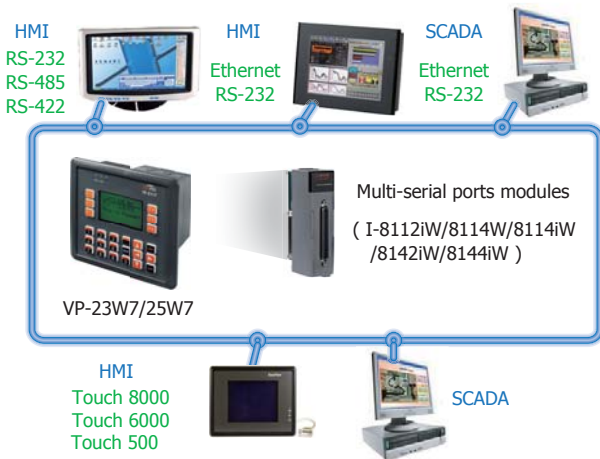 HMI
RS-232
RS-485
RS-422
HMI
Ethernet
RS-232
SCADA
Ethernet
RS-232
Multi-serial ports modules
( I-8112iW/8114W/8114iW
/8142iW/8144iW )
VP-23W7/25W7
HMI
Touch 8000
Touch 6000
Touch 500
SCADA